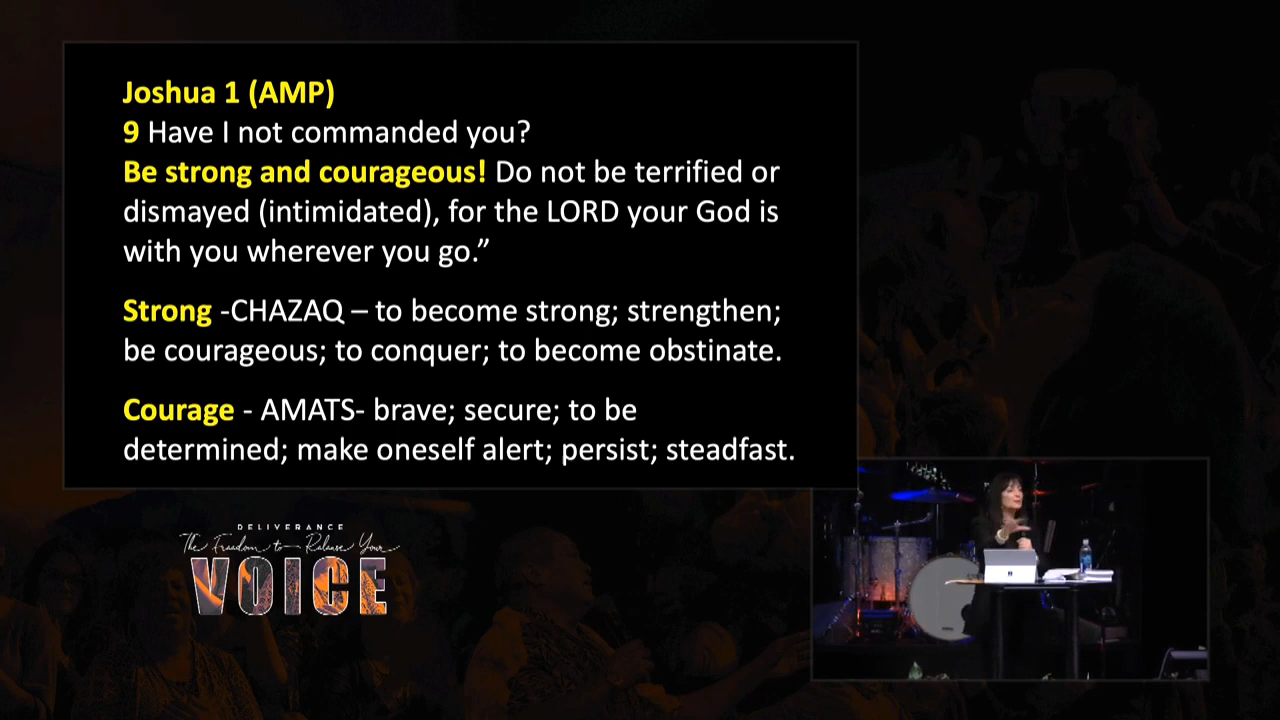 Joshua 1 (AMP)
9 Have I not commanded you?
Be strong and courageous! Do not be terrified or
dismayed (intimidated), for the LORD your God is
with you wherever you go.”
Strong -CHAZAQ – to become strong; strengthen;
be courageous; to conquer; to become obstinate.
Courage - AMATS- brave; secure; to be
determined; make oneself alert; persist; steadfast.
DELIVERANCE
The Freedom to Release Your
VOICE